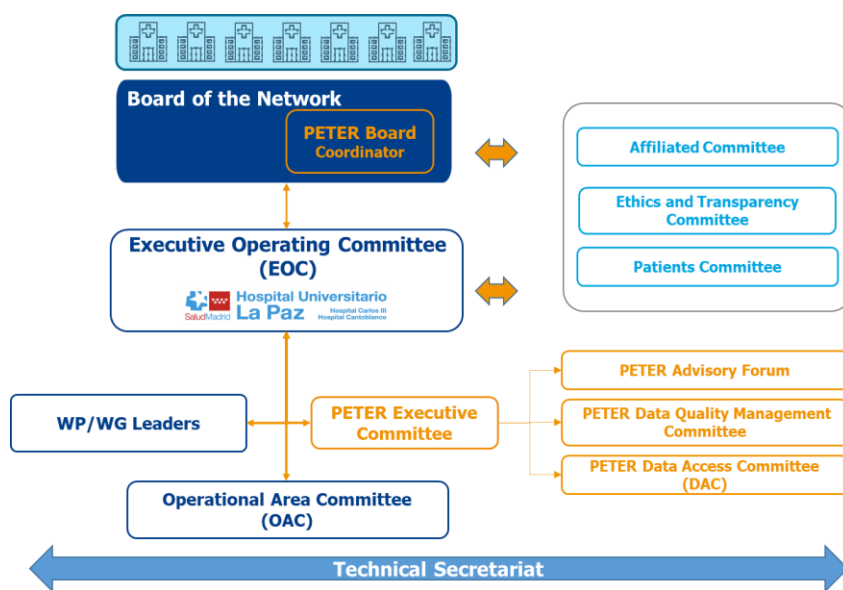 Board of the Network
PETER Board
Coordinator
Affiliated Committee
Ethics and Transparency
Committee
Patients Committee
Executive Operating Committee
(EOC)
SaludMadrid
Hospital Universitario
La Paz
Hospital Carlos III
Hospital Cantoblanco
WP/WG Leaders
PETER Executive
Committee
PETER Advisory Forum
PETER Data Quality Management
Committee
PETER Data Access Committee
(DAC)
Operational Area Committee
(OAC)
Technical Secretariat